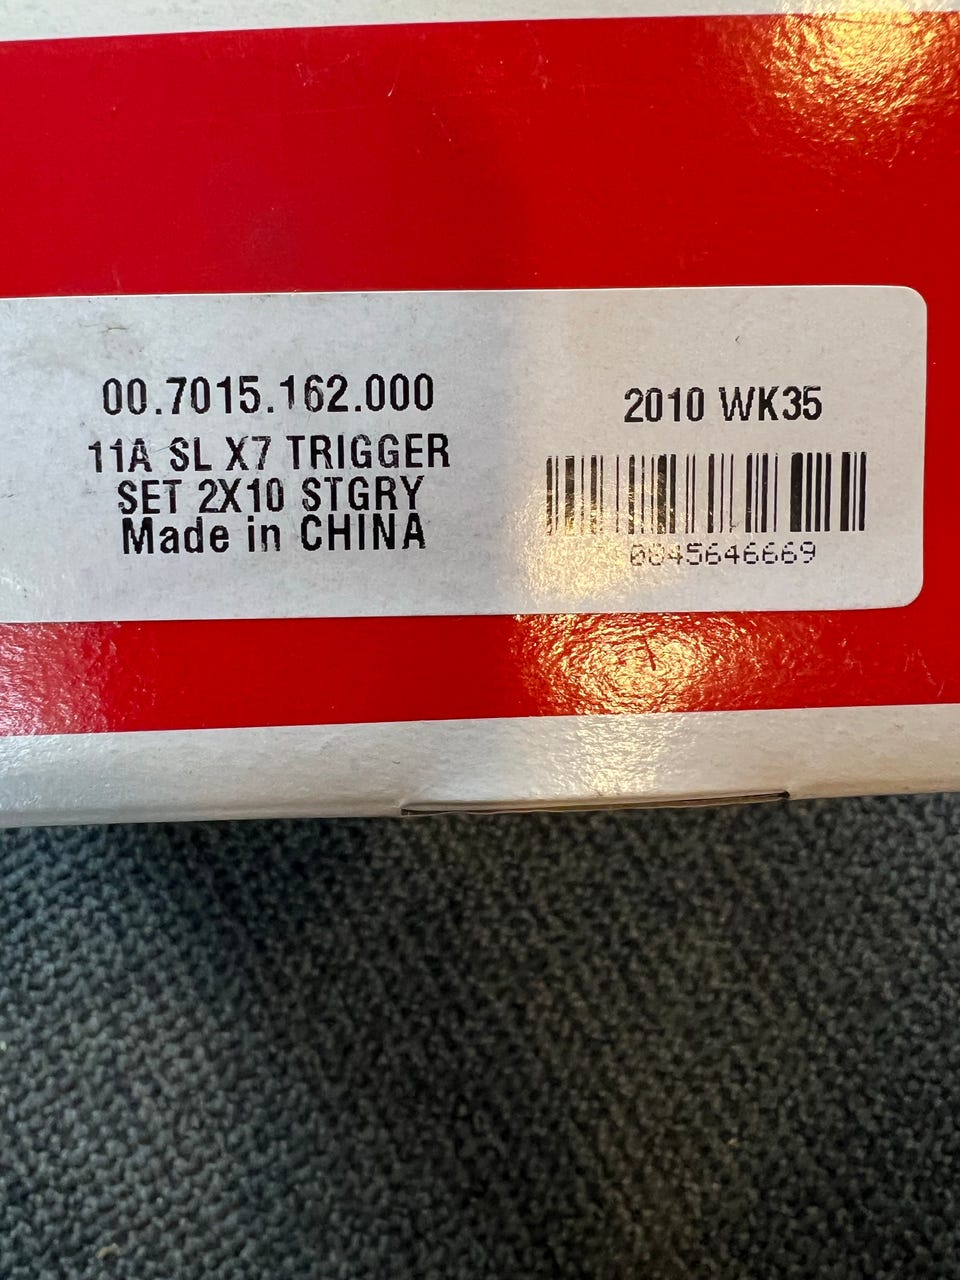 00.7015.162.000
11A SL X7 TRIGGER
SET 2X10 STGRY
Made in CHINA
2010 WK35
0045646669